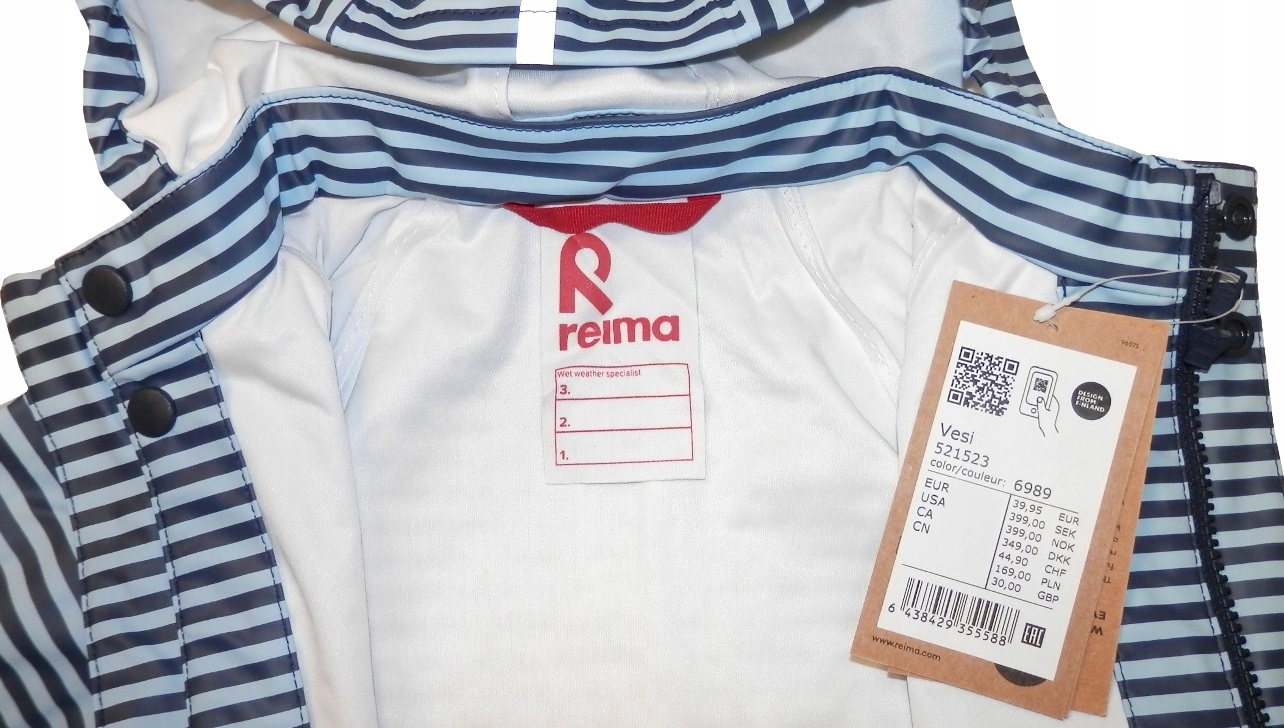 reima
Wet weather specialist
3.
2.
1.
96872
DESIGN
FROM
FINLAND
Vesi
521523
color/couleur: 6989
EUR
USA
CA
CN
39,95 EUR
399,00 SEK
399,00 NOK
349,00 DKK
44,90 CHF
169,00 PLN
30,00 GBP
6 438429 355588
EAC
www.reima.com